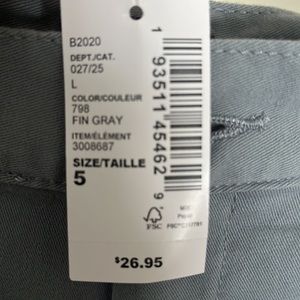 B2020
DEPT./CAT.
027/25
L
COLOR/COULEUR
798
FIN GRAY
ITEM/ÉLÉMENT
3008687
SIZE/TAILLE
5
1 93511 45462 9
FSC
$26.95